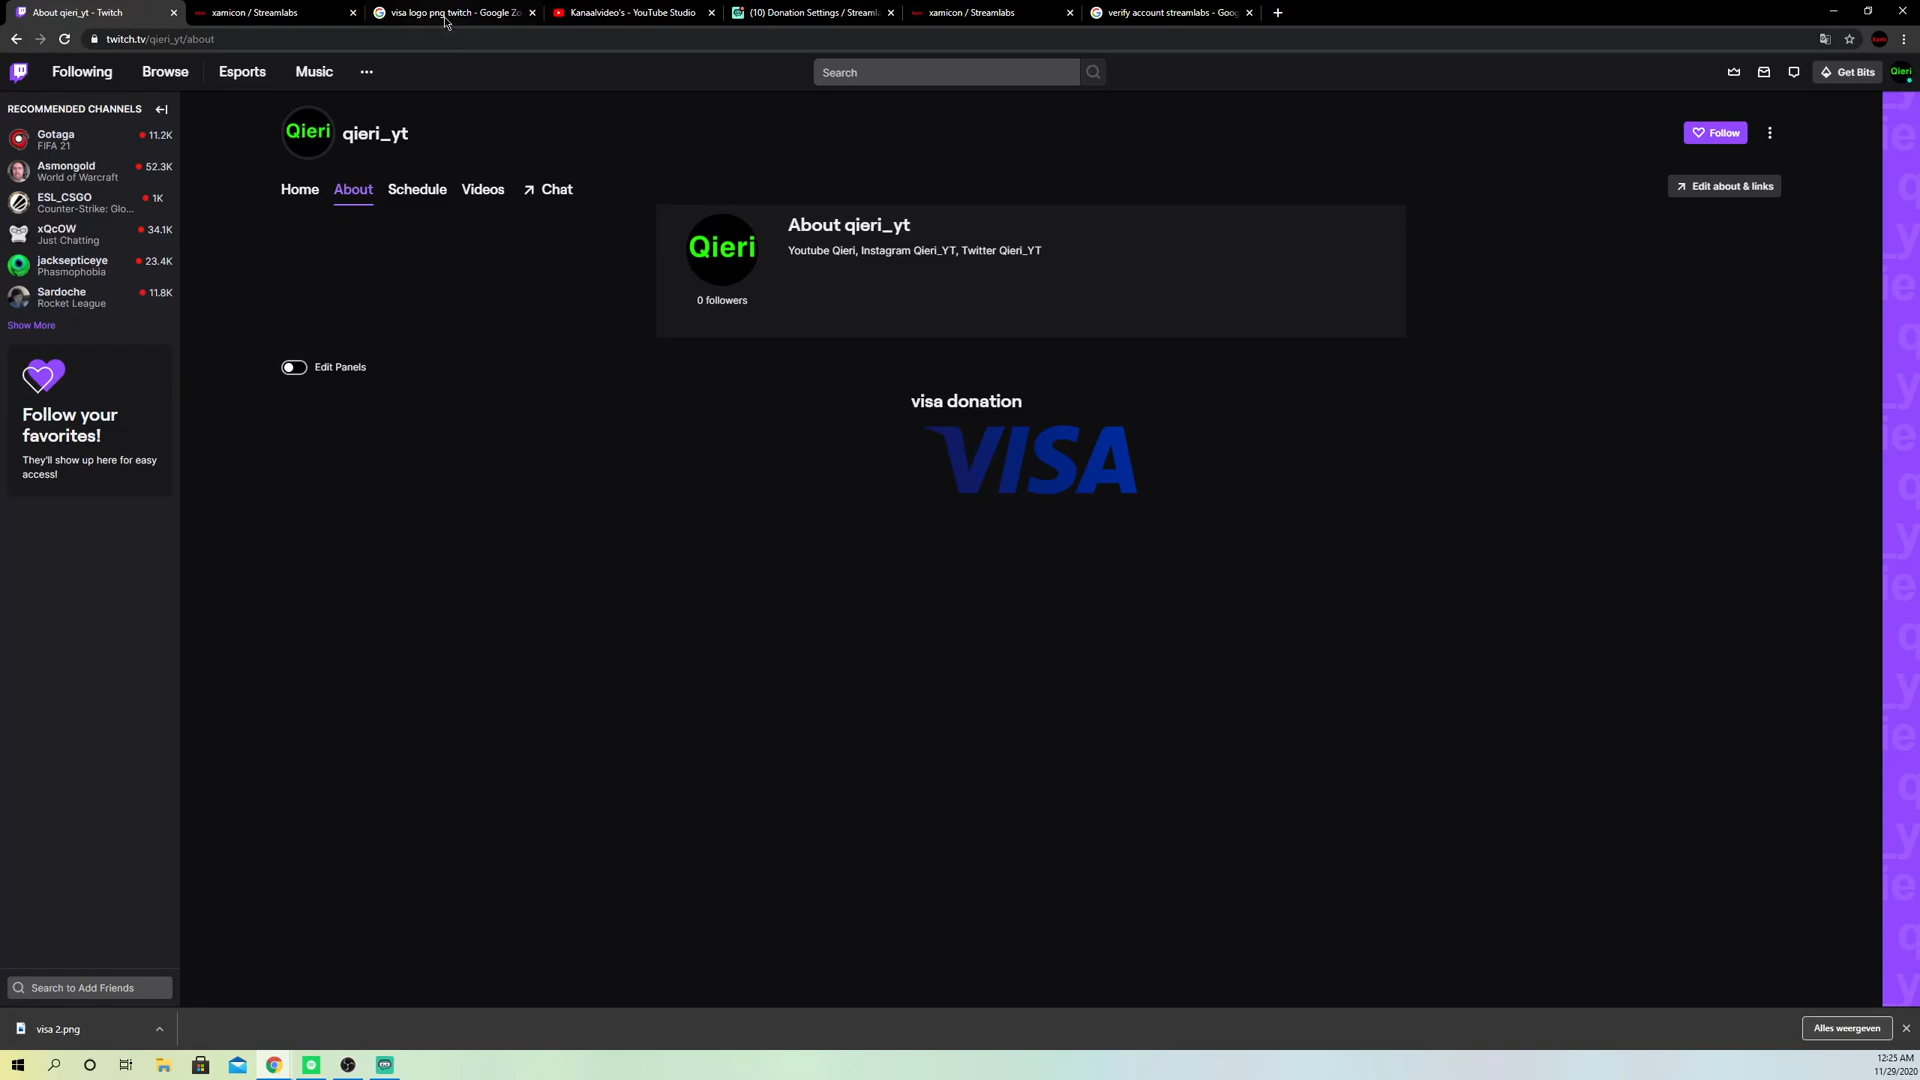 About qieri_yt - Twitch
xamicon / Streamlabs
visa logo png twitch - Google Zo
Kanaalvideo's - YouTube Studio
(10) Donation Settings / Streamla
xamicon / Streamlabs
verify account streamlabs - Goog
twitch.tv/qieri_yt/about
Following
Browse
Esports
Music
Search
Get Bits
Qieri
RECOMMENDED CHANNELS
Gotaga
11.2K
FIFA 21
Asmongold
52.3K
World of Warcraft
ESL_CSGO
1K
Counter-Strike: Glo...
xQcOW
34.1K
Just Chatting
jacksepticeye
23.4K
Phasmophobia
Sardoche
11.8K
Rocket League
Show More
Follow your
favorites!
They'll show up here for easy
access!
Search to Add Friends
Qieri
qieri_yt
Follow
Home
About
Schedule
Videos
Chat
Edit about & links
Qieri
About qieri_yt
Youtube Qieri, Instagram Qieri_YT, Twitter Qieri_YT
0 followers
Edit Panels
visa donation
VISA
visa 2.png
Alles weergeven
12:25 AM
11/29/2020